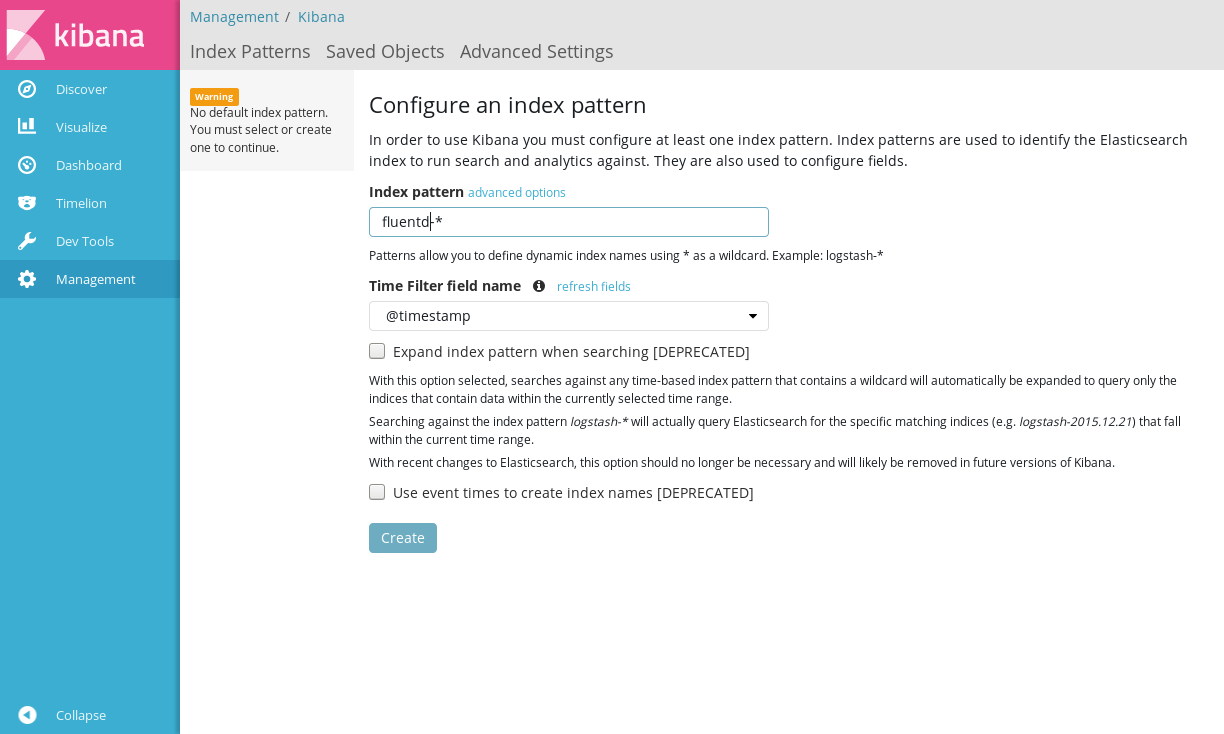 kibana
Discover
Visualize
Dashboard
Timelion
Dev Tools
Management
Collapse
Management / Kibana
Index Patterns Saved Objects Advanced Settings
Warning
No default index pattern.
You must select or create
one to continue.
Configure an index pattern
In order to use Kibana you must configure at least one index pattern. Index patterns are used to identify the Elasticsearch
index to run search and analytics against. They are also used to configure fields.
Index pattern advanced options
fluentd-*
Patterns allow you to define dynamic index names using * as a wildcard. Example: logstash-*
Time Filter field name refresh fields
@timestamp
Expand index pattern when searching [DEPRECATED]
With this option selected, searches against any time-based index pattern that contains a wildcard will automatically be expanded to query only the
indices that contain data within the currently selected time range.
Searching against the index pattern logstash-* will actually query Elasticsearch for the specific matching indices (e.g. logstash-2015.12.21) that fall
within the current time range.
With recent changes to Elasticsearch, this option should no longer be necessary and will likely be removed in future versions of Kibana.
Use event times to create index names [DEPRECATED]
Create